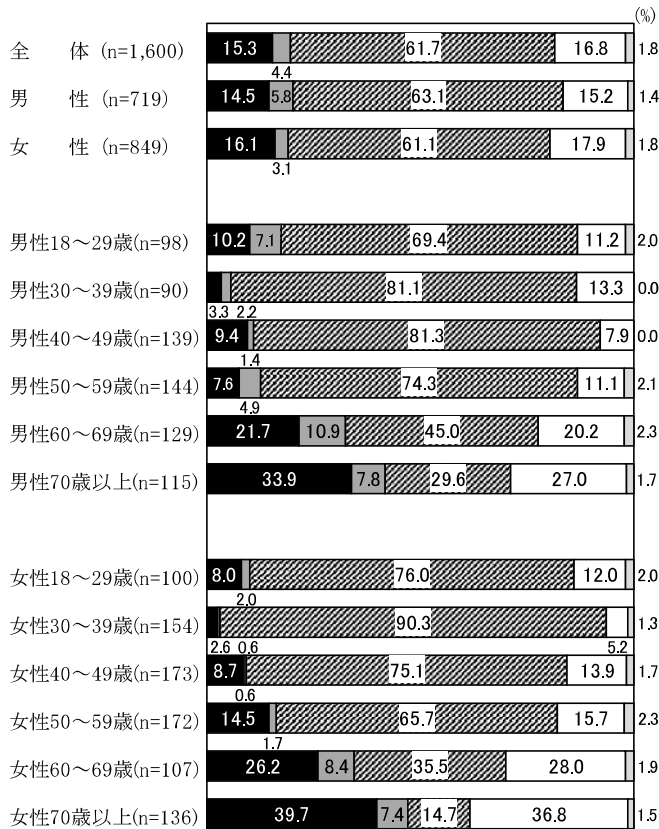 (%)
全 体 (n=1,600) 15.3 61.7 16.8 1.8
4.4
男 性 (n=719) 14.5 5.8 63.1 15.2 1.4
女 性 (n=849) 16.1 61.1 17.9 1.8
3.1
男性18～29歳(n=98) 10.2 7.1 69.4 11.2 2.0
男性30～39歳(n=90) 81.1 13.3 0.0
3.3 2.2
男性40～49歳(n=139) 9.4 81.3 7.9 0.0
1.4
男性50～59歳(n=144) 7.6 74.3 11.1 2.1
4.9
男性60～69歳(n=129) 21.7 10.9 45.0 20.2 2.3
男性70歳以上(n=115) 33.9 7.8 29.6 27.0 1.7
女性18～29歳(n=100) 8.0 76.0 12.0 2.0
2.0
女性30～39歳(n=154) 90.3 1.3
2.6 0.6 5.2
女性40～49歳(n=173) 8.7 75.1 13.9 1.7
0.6
女性50～59歳(n=172) 14.5 65.7 15.7 2.3
1.7
女性60～69歳(n=107) 26.2 8.4 35.5 28.0 1.9
女性70歳以上(n=136) 39.7 7.4 14.7 36.8 1.5